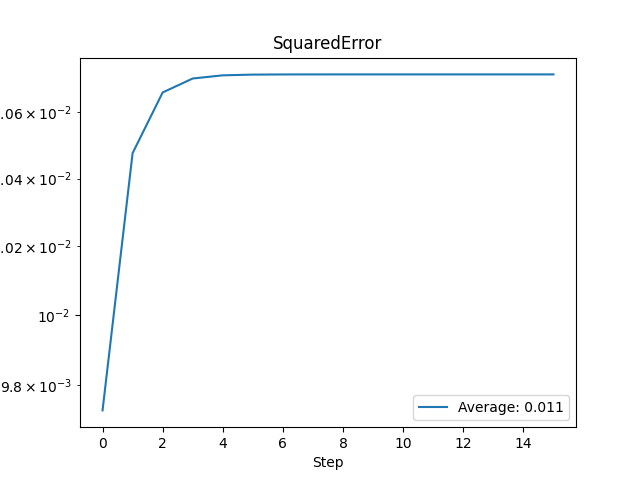 SquaredError
.06 × 10⁻²
.04 × 10⁻²
.02 × 10⁻²
10⁻²
9.8 × 10⁻³
Average: 0.011
0 2 4 6 8 10 12 14
Step